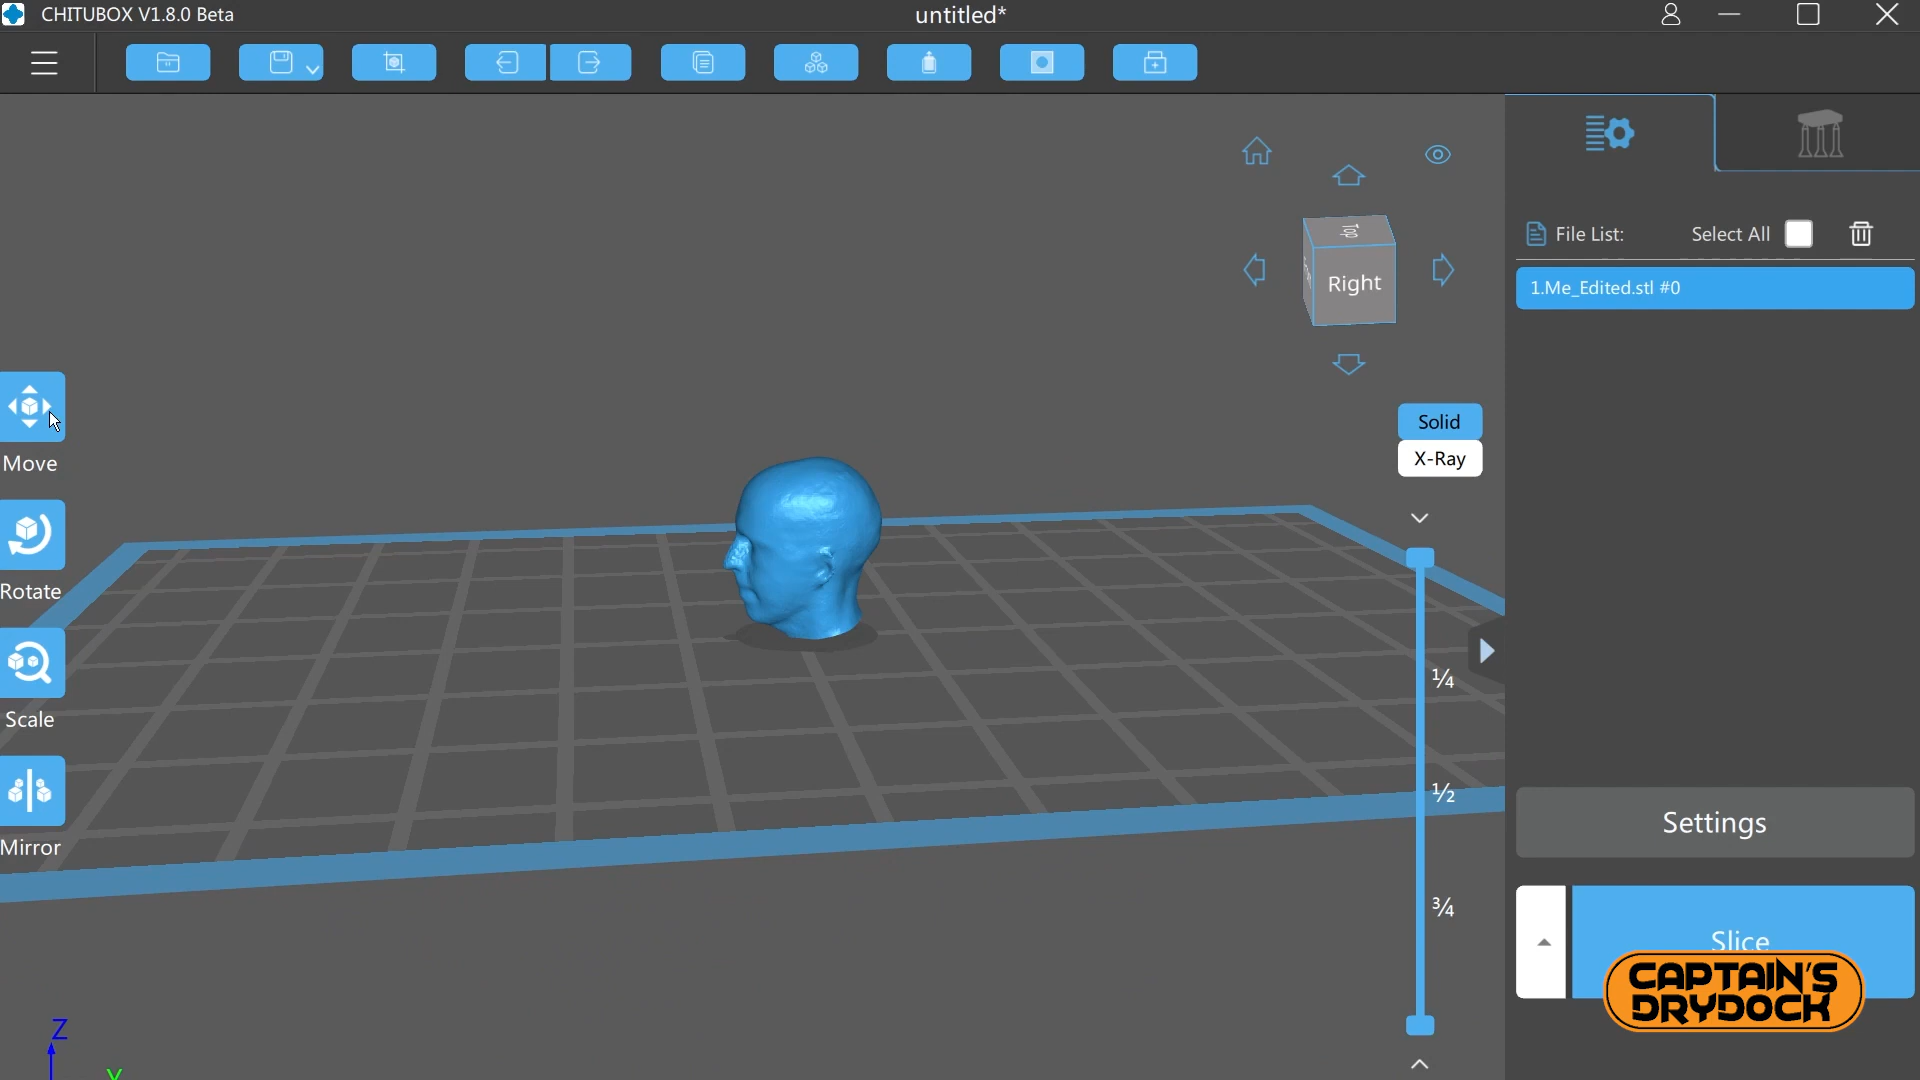 CHITUBOX V1.8.0 Beta
untitled*
File List:
Select All
1.Me_Edited.stl #0
Top
Right
Solid
X-Ray
Move
Rotate
Scale
Mirror
¼
½
¾
Settings
Slice
CAPTAIN'S
DRYDOCK
Z
Y